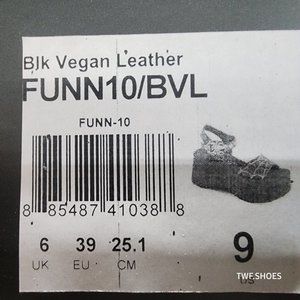 Blk Vegan Leather
FUNN10/BVL
FUNN-10
8 85487 41038 8
6 39 25.1 9
UK EU CM US
TWF.SHOES